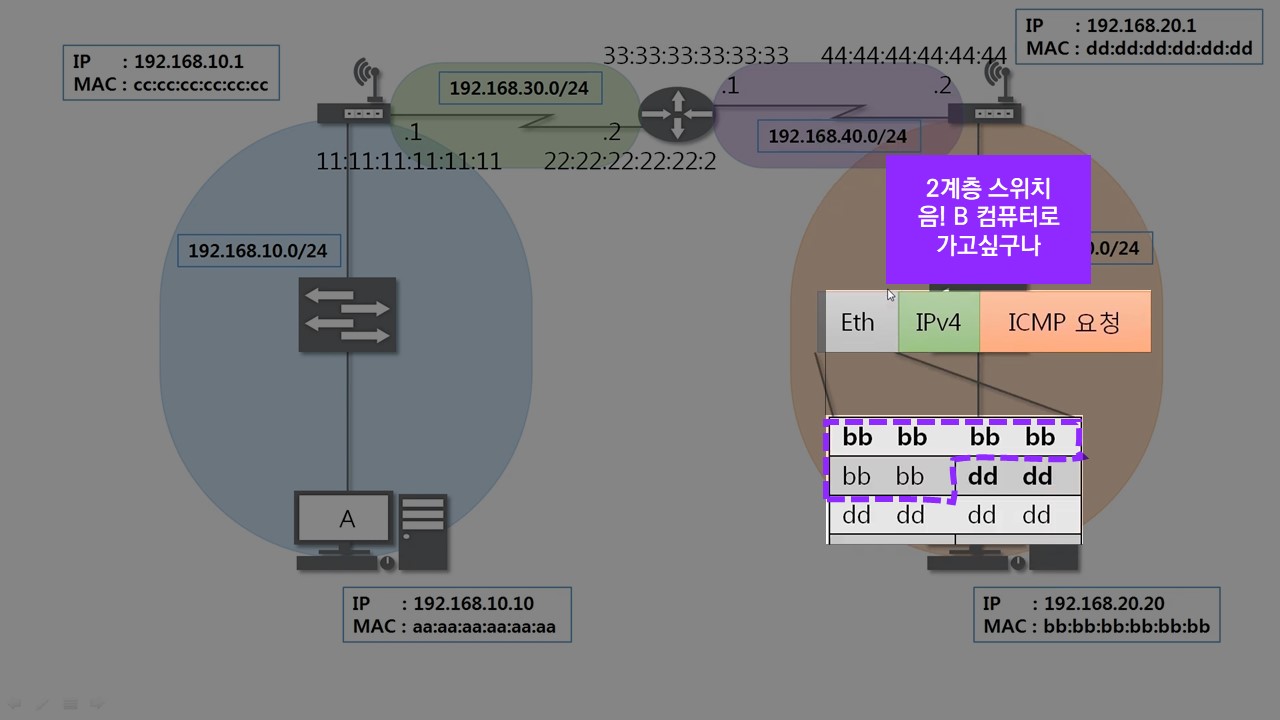 IP : 192.168.10.1
MAC : cc:cc:cc:cc:cc:cc
33:33:33:33:33:33
44:44:44:44:44:44
IP : 192.168.20.1
MAC : dd:dd:dd:dd:dd:dd
192.168.30.0/24
.1
.2
.1
.2
192.168.40.0/24
11:11:11:11:11:11
22:22:22:22:22:2
2계층 스위치
음! B 컴퓨터로
가고싶구나
192.168.10.0/24
.0/24
Eth
IPv4
ICMP 요청
bb bb bb bb
bb bb dd dd
dd dd dd dd
A
IP : 192.168.10.10
MAC : aa:aa:aa:aa:aa:aa
IP : 192.168.20.20
MAC : bb:bb:bb:bb:bb:bb